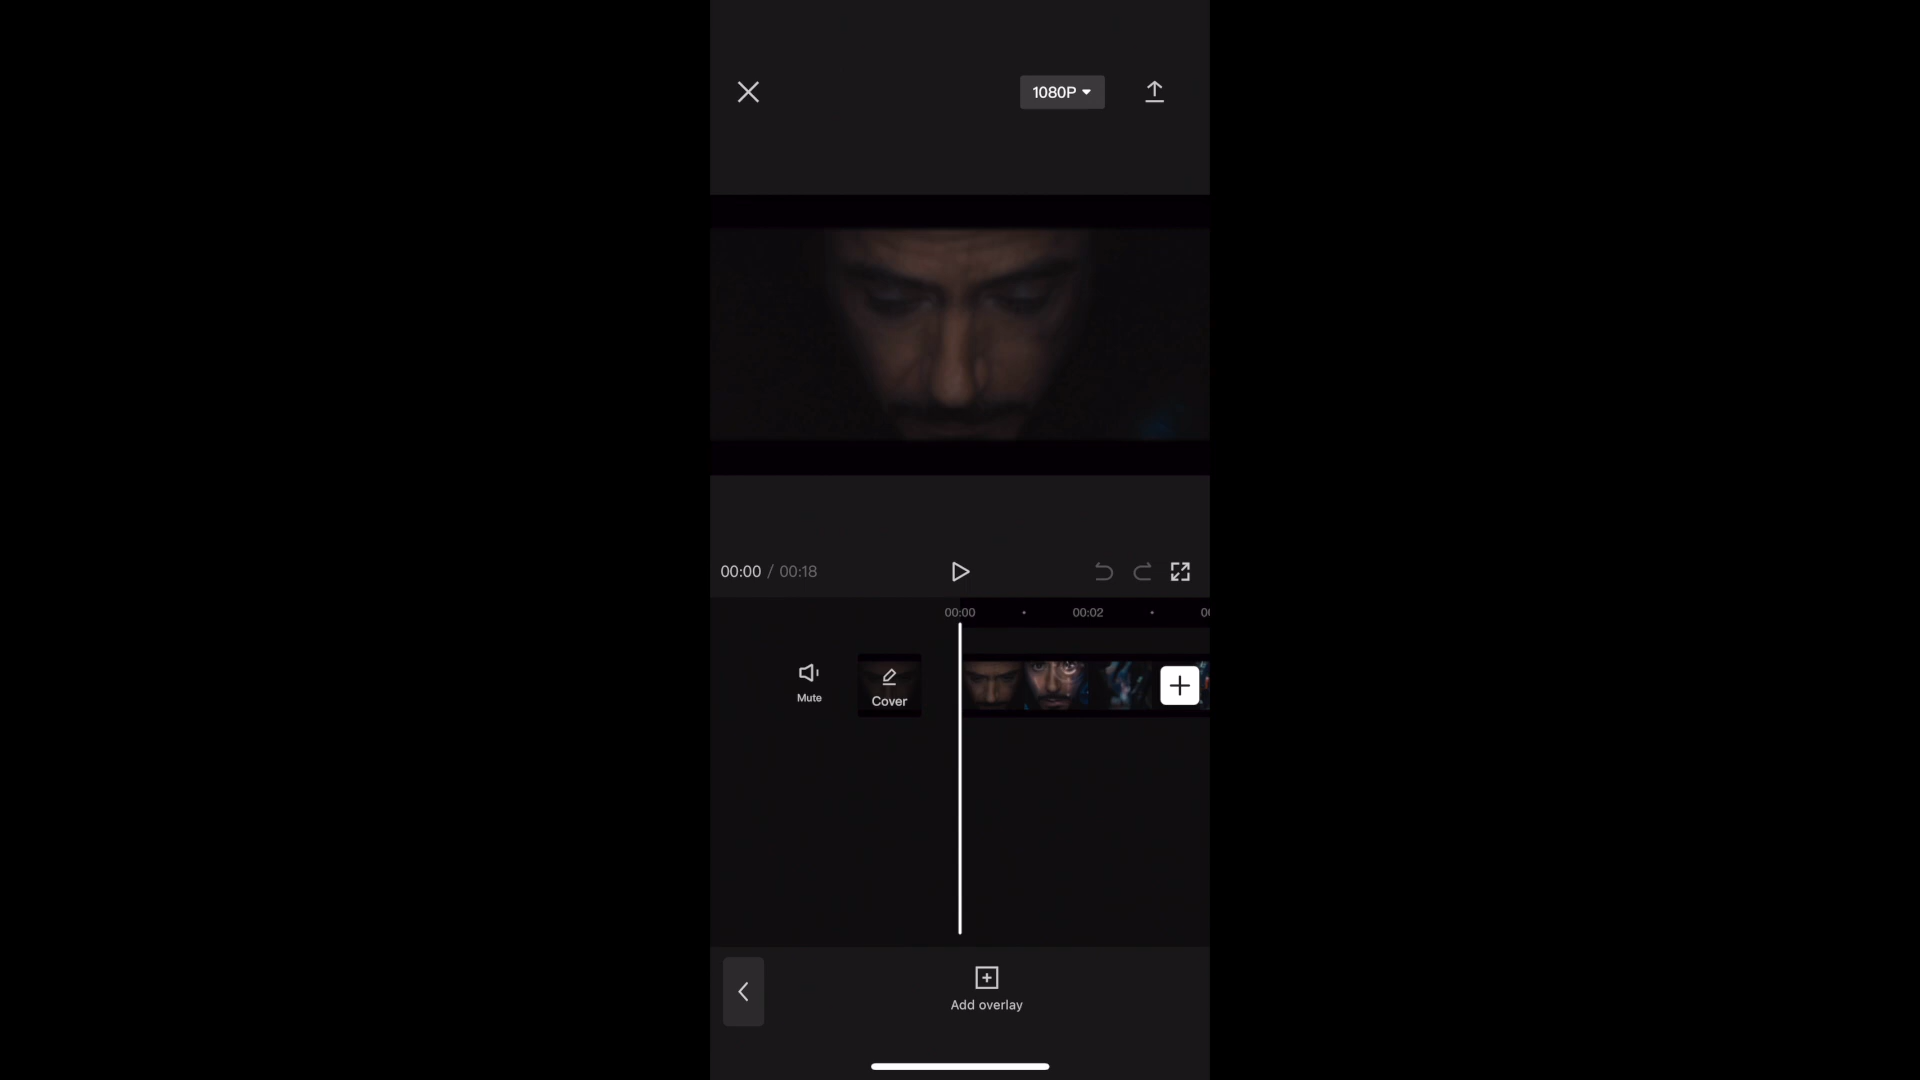 1080P
00:00 / 00:18
00:00 00:02
Mute
Cover
Add overlay